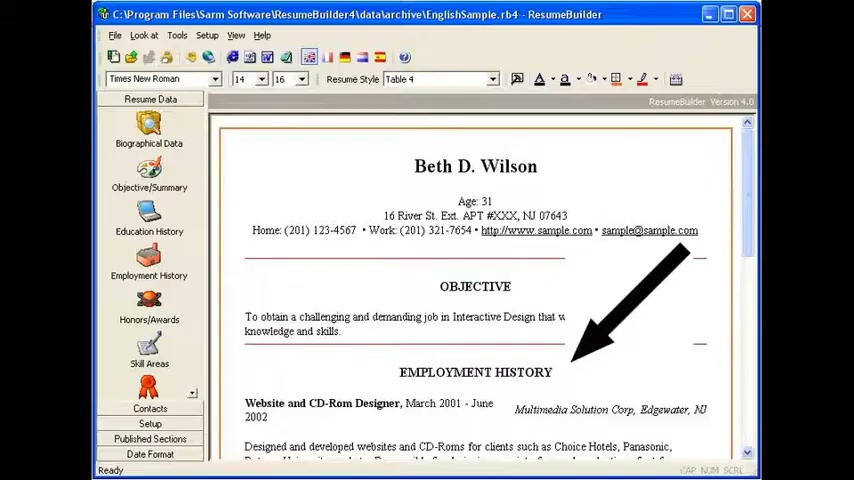 C:\Program Files\Sarm Software\ResumeBuilder4\data\archive\EnglishSample.rb4 - ResumeBuilder
File Look at Tools Setup View Help
Times New Roman 14 16 Resume Style Table 4
Resume Data
ResumeBuilder Version 4.0
Biographical Data
Objective/Summary
Education History
Employment History
Honors/Awards
Skill Areas
Contacts
Setup
Published Sections
Date Format
Beth D. Wilson
Age: 31
16 River St. Ext. APT #XXX, NJ 07643
Home: (201) 123-4567 • Work: (201) 321-7654 • http://www.sample.com • sample@sample.com
OBJECTIVE
To obtain a challenging and demanding job in Interactive Design that w
knowledge and skills.
EMPLOYMENT HISTORY
Website and CD-Rom Designer, March 2001 - June
2002
Multimedia Solution Corp, Edgewater, NJ
Designed and developed websites and CD-Roms for clients such as Choice Hotels, Panasonic,
Ready
CAP NUM SCRL